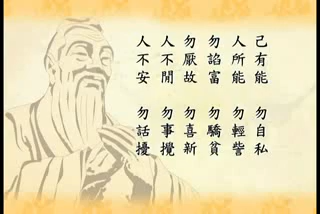 己有能　勿自私
人所能　勿輕訾
勿諂富　勿驕貧
勿厭故　勿喜新
人不閒　勿事攪
人不安　勿話擾